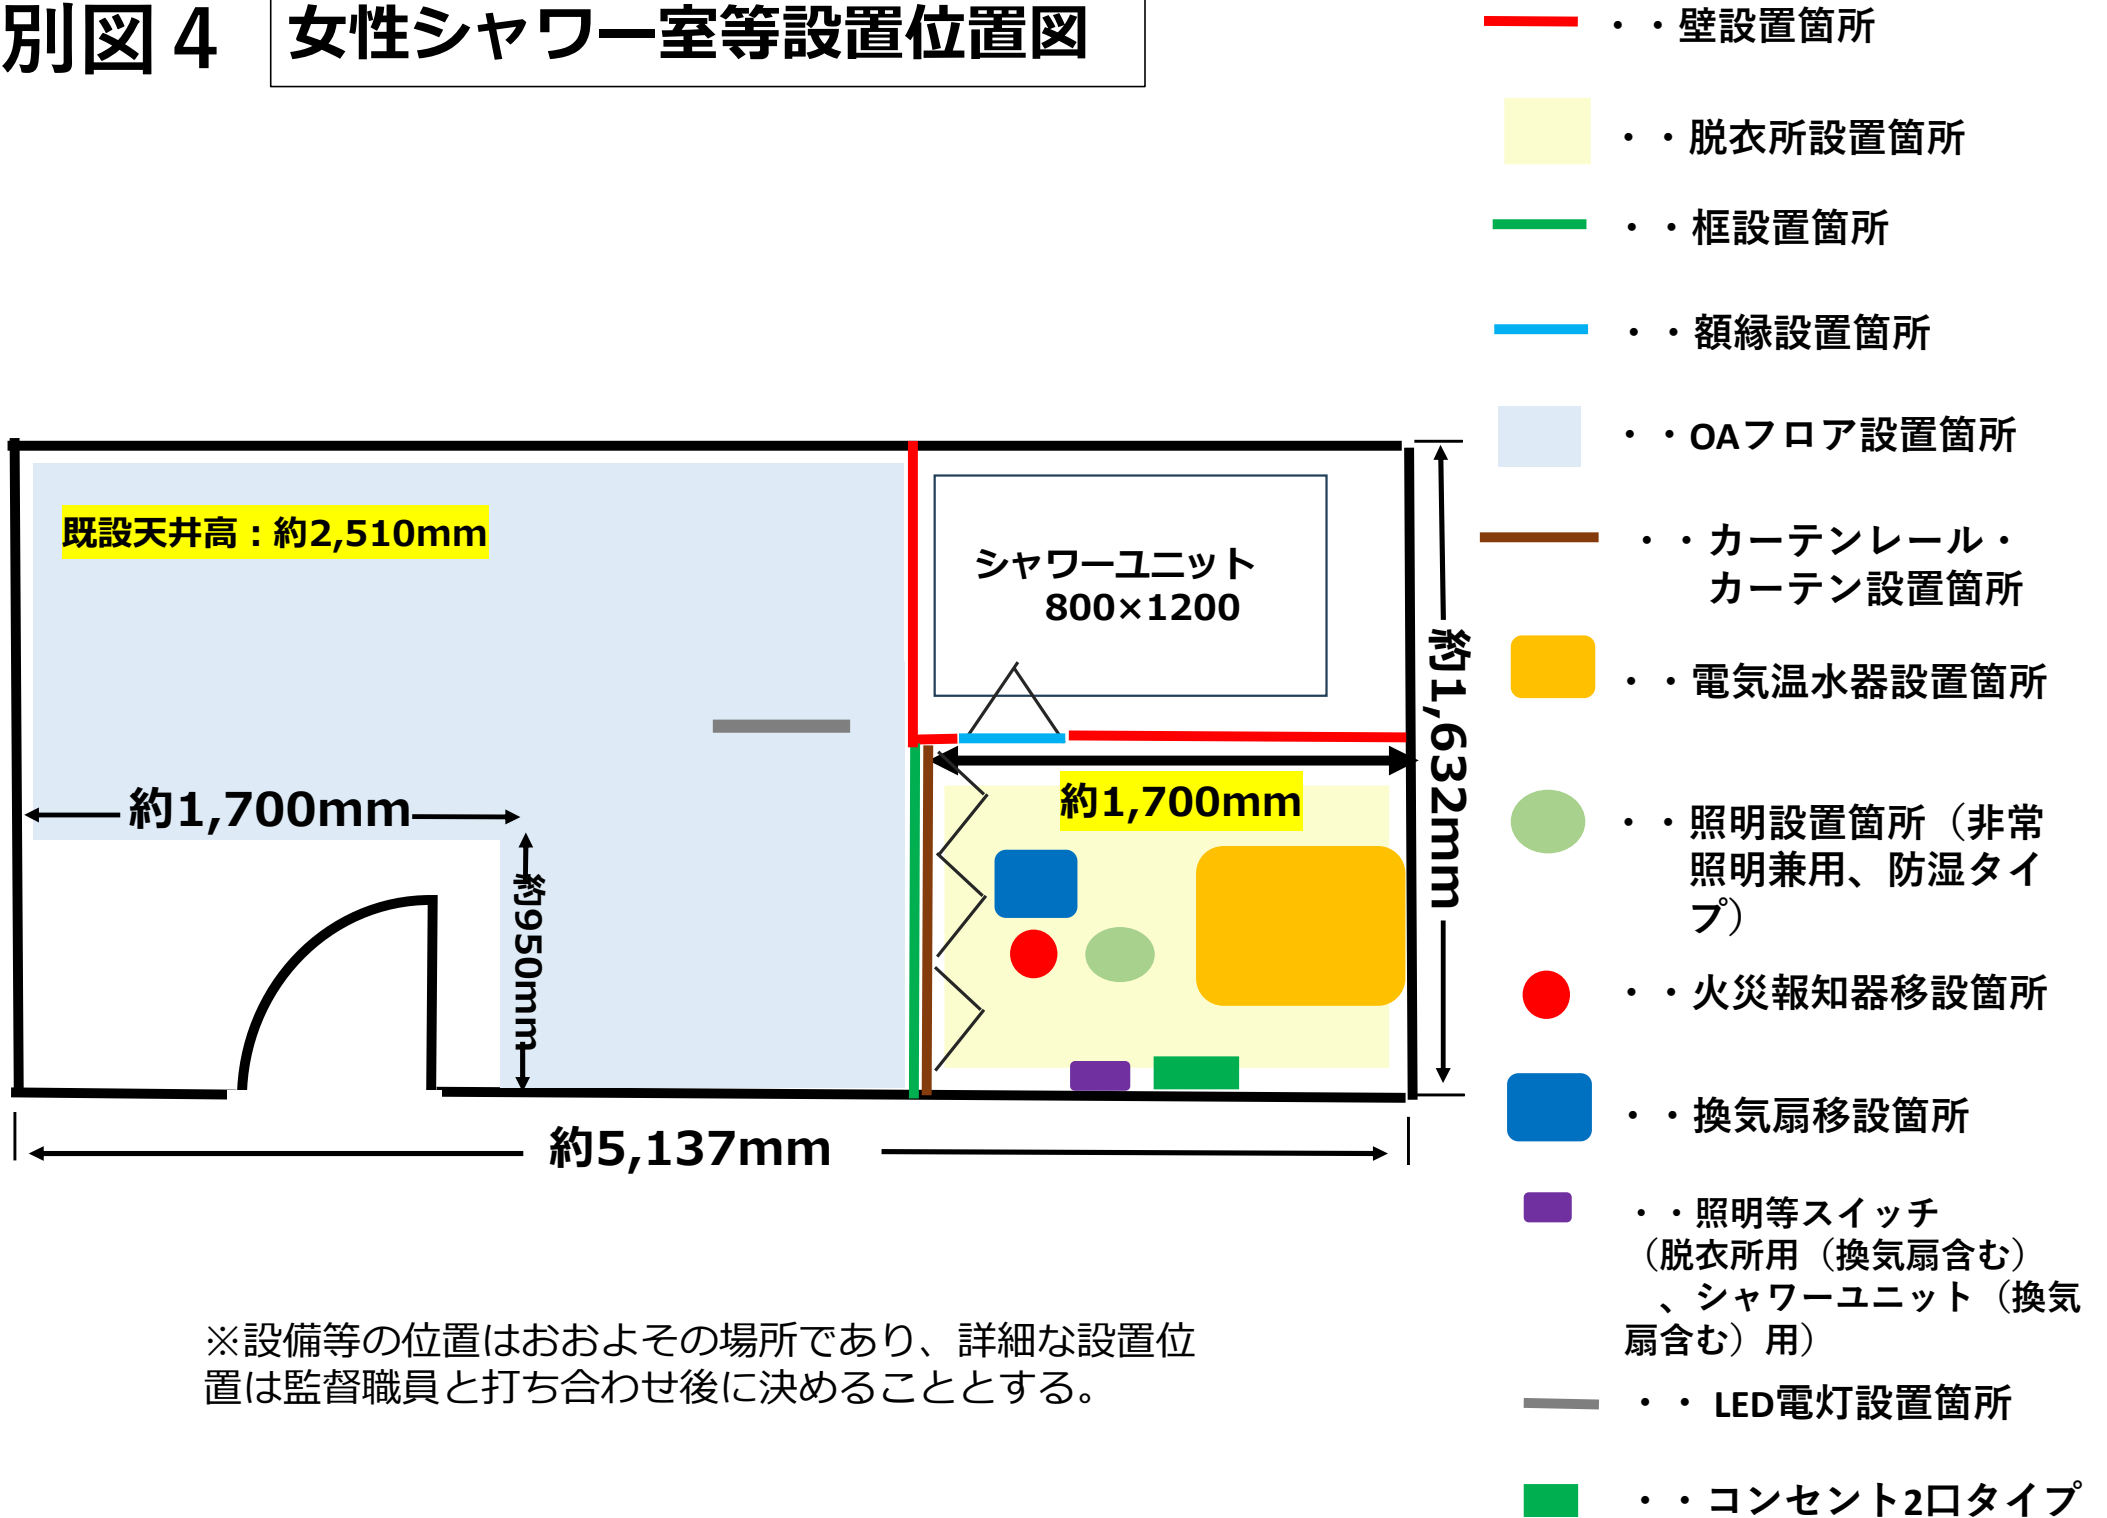 別図４
女性シャワー室等設置位置図
・・壁設置箇所
・・脱衣所設置箇所
・・框設置箇所
・・額縁設置箇所
・・OAフロア設置箇所
・・カーテンレール・
カーテン設置箇所
・・電気温水器設置箇所
・・照明設置箇所（非常
照明兼用、防湿タイ
プ）
・・火災報知器移設箇所
・・換気扇移設箇所
・・照明等スイッチ
（脱衣所用（換気扇含む）
、シャワーユニット（換気
扇含む）用）
・・ LED電灯設置箇所
・・コンセント2口タイプ
既設天井高：約2,510mm
シャワーユニット
800×1200
約1,632mm
約1,700mm
約1,700mm
約950mm
約5,137mm
※設備等の位置はおおよその場所であり、詳細な設置位
置は監督職員と打ち合わせ後に決めることとする。